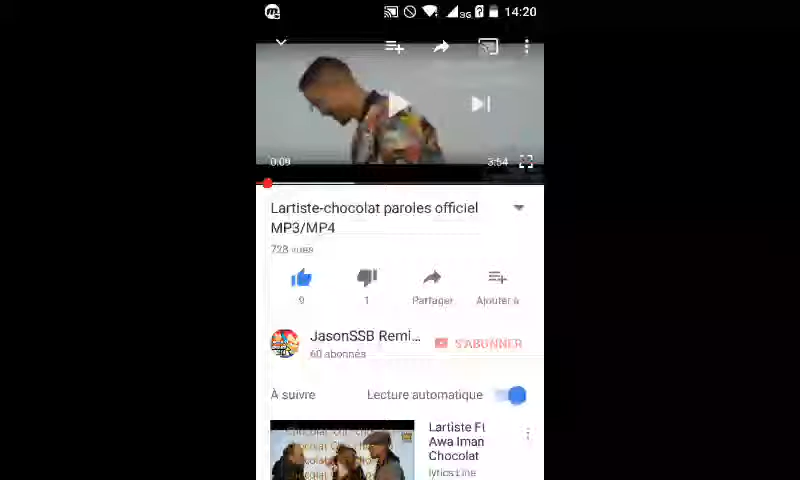 3G 14:20
0:09 3:54
Lartiste-chocolat paroles officiel
MP3/MP4
728 vues
9 1 Partager Ajouter à
JasonSSB Remi... S'ABONNER
60 abonnés
À suivre Lecture automatique
Lartiste Ft
Awa Iman
Chocolat
lyrics Line